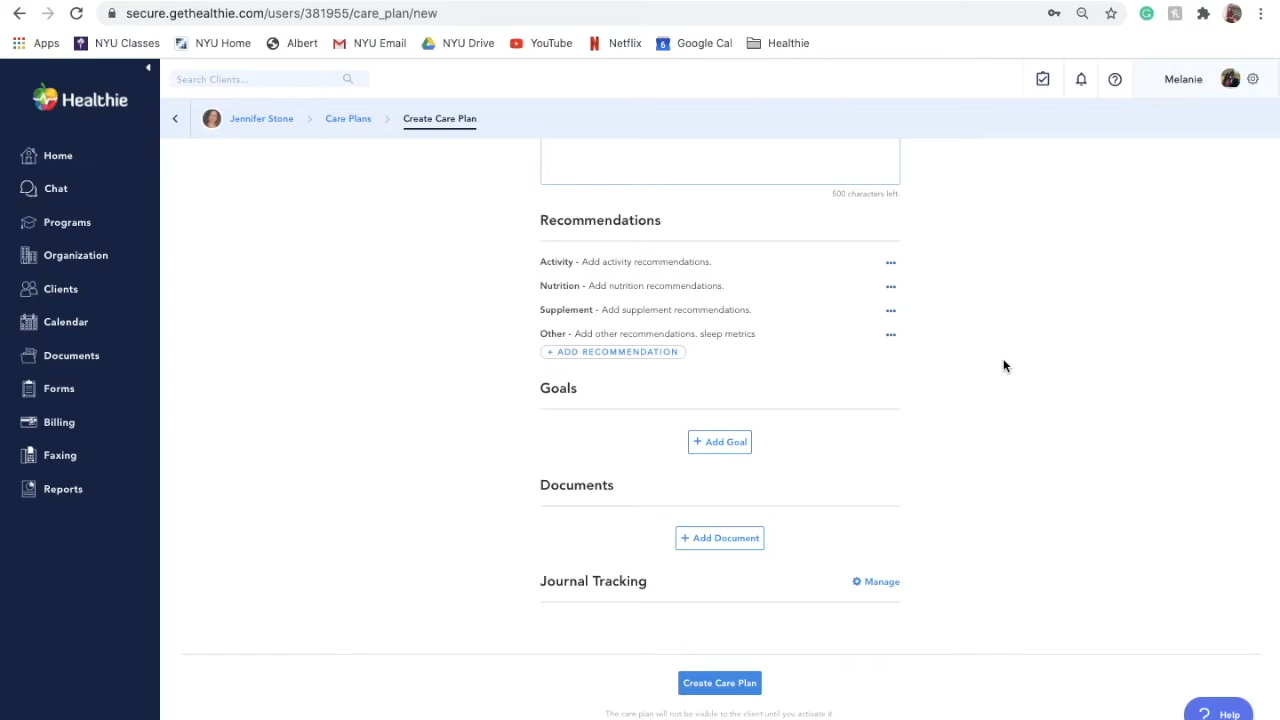 secure.gethealthie.com/users/381955/care_plan/new
Apps NYU Classes NYU Home Albert NYU Email NYU Drive YouTube Netflix 6 Google Cal Healthie
Healthie
Search Clients...
Melanie
Jennifer Stone > Care Plans > Create Care Plan
Home
Chat
Programs
Organization
Clients
Calendar
Documents
Forms
Billing
Faxing
Reports
500 characters left.
Recommendations
Activity - Add activity recommendations.
Nutrition - Add nutrition recommendations.
Supplement - Add supplement recommendations.
Other - Add other recommendations. sleep metrics
+ ADD RECOMMENDATION
Goals
+ Add Goal
Documents
+ Add Document
Journal Tracking
Manage
Create Care Plan
The care plan will not be visible to the client until you activate it
? Help